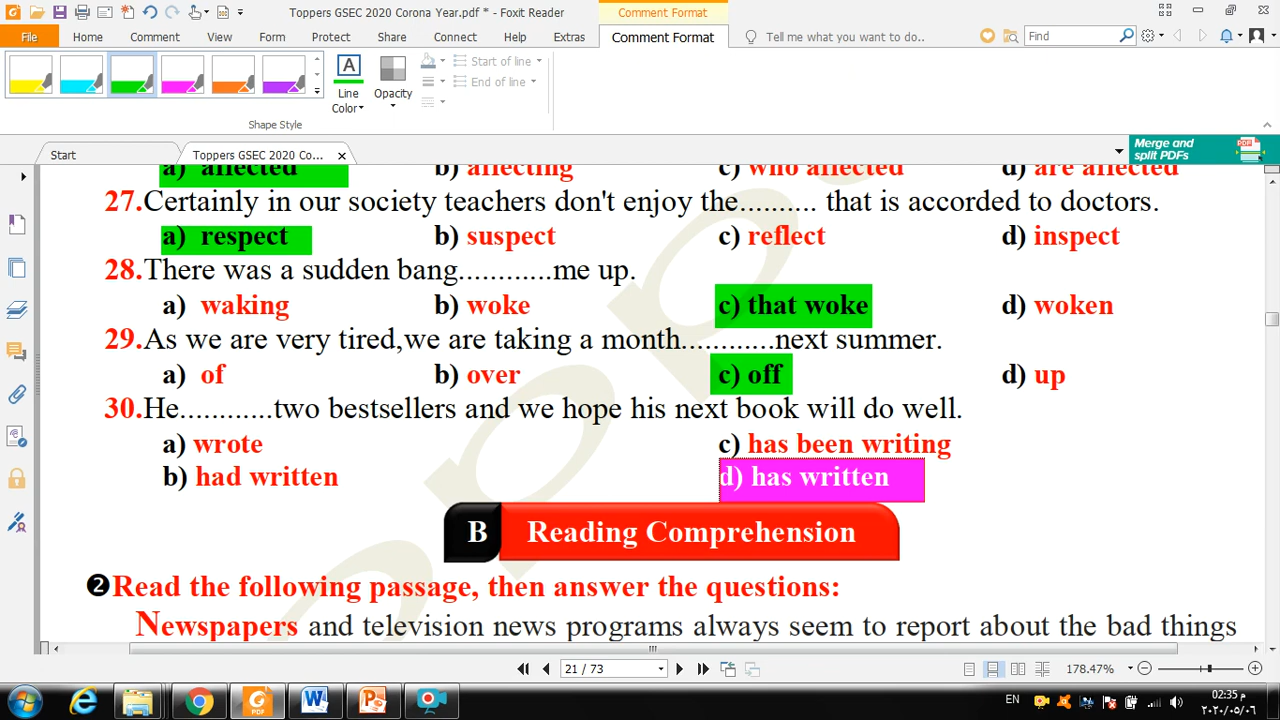 Toppers GSEC 2020 Corona Year.pdf * - Foxit Reader
Comment Format
File
Home
Comment
View
Form
Protect
Share
Connect
Help
Extras
Comment Format
Tell me what you want to do..
Find
Line Color
Opacity
Start of line
End of line
Shape Style
Start
Toppers GSEC 2020 Co...
Merge and split PDFs
a) affected b) affecting c) who affected d) are affected
27.Certainly in our society teachers don't enjoy the.......... that is accorded to doctors.
a) respect b) suspect c) reflect d) inspect
28.There was a sudden bang............me up.
a) waking b) woke c) that woke d) woken
29.As we are very tired,we are taking a month............next summer.
a) of b) over c) off d) up
30.He............two bestsellers and we hope his next book will do well.
a) wrote c) has been writing
b) had written d) has written
B Reading Comprehension
❷Read the following passage, then answer the questions:
Newspapers and television news programs always seem to report about the bad things
21 / 73
178.47%
EN
02:35 م
٢٠٢٠/٠٥/٠٦